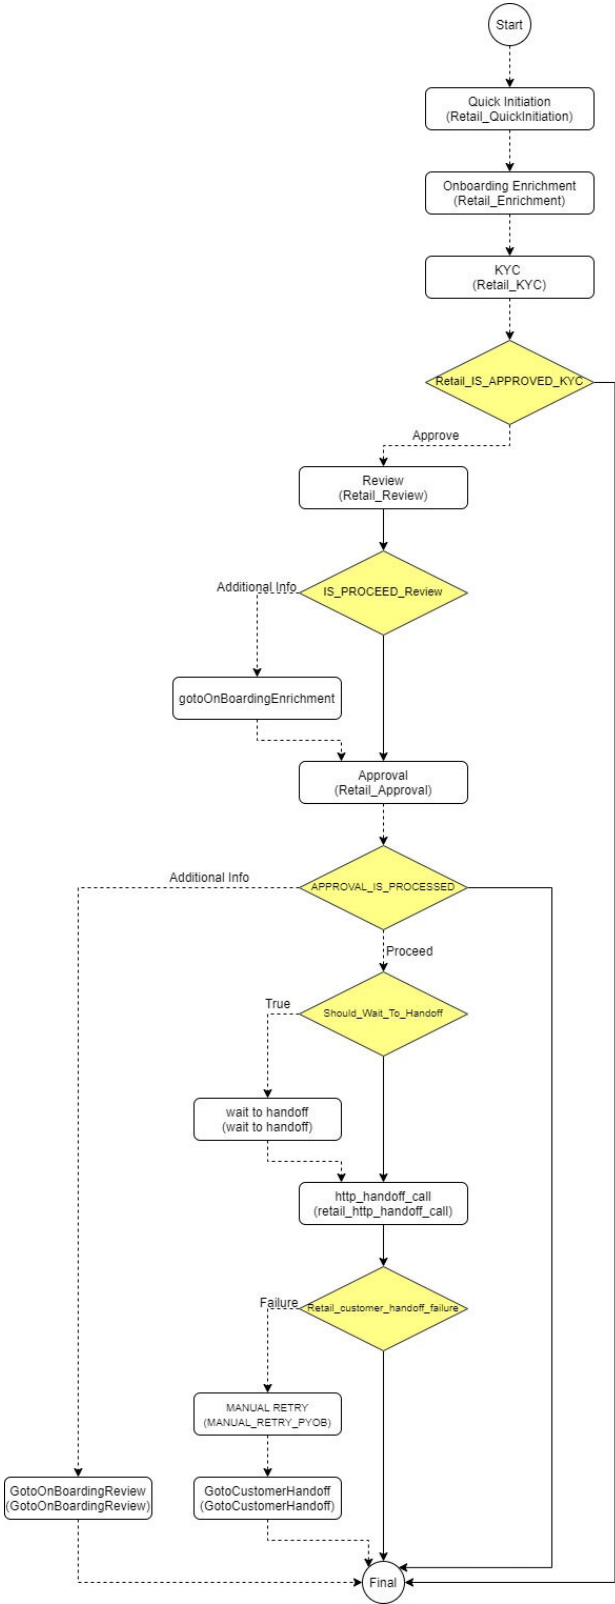 Start
Quick Initiation
(Retail_QuickInitiation)
Onboarding Enrichment
(Retail_Enrichment)
KYC
(Retail_KYC)
Retail_IS_APPROVED_KYC
Approve
Review
(Retail_Review)
Additional Info
IS_PROCEED_Review
gotoOnBoardingEnrichment
Approval
(Retail_Approval)
Additional Info
APPROVAL_IS_PROCESSED
Proceed
True
Should_Wait_To_Handoff
wait to handoff
(wait to handoff)
http_handoff_call
(retail_http_handoff_call)
Failure
Retail_customer_handoff_failure
MANUAL RETRY
(MANUAL_RETRY_PYOB)
GotoOnBoardingReview
(GotoOnBoardingReview)
GotoCustomerHandoff
(GotoCustomerHandoff)
Final